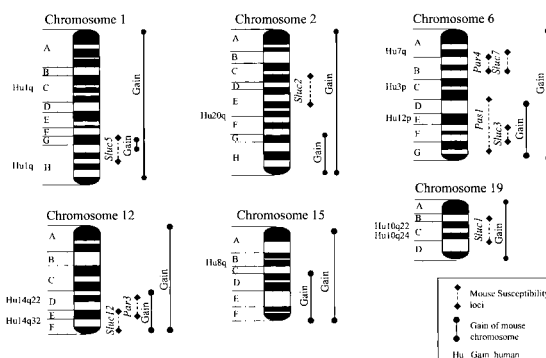 Chromosome 1
A
B
C
D
E
F
G
H
Hu1q
Hu1q
Sluc5
Gain
Gain
Chromosome 2
A
B
C
D
E
F
G
H
Hu20q
Sluc2
Gain
Gain
Chromosome 6
A
B
C
D
E
F
G
Hu7q
Hu3p
Hu12p
Par4
Sluc7
Pas1
Sluc3
Gain
Gain
Chromosome 12
A
B
C
D
E
F
Hu14q22
Hu14q32
Sluc12
Par3
Gain
Gain
Chromosome 15
A
B
C
D
E
F
Hu8q
Gain
Gain
Chromosome 19
A
B
C
D
Hu10q22
Hu10q24
Sluc1
Gain
Mouse Susceptibility
loci
Gain of mouse
chromosome
Hu Gain human